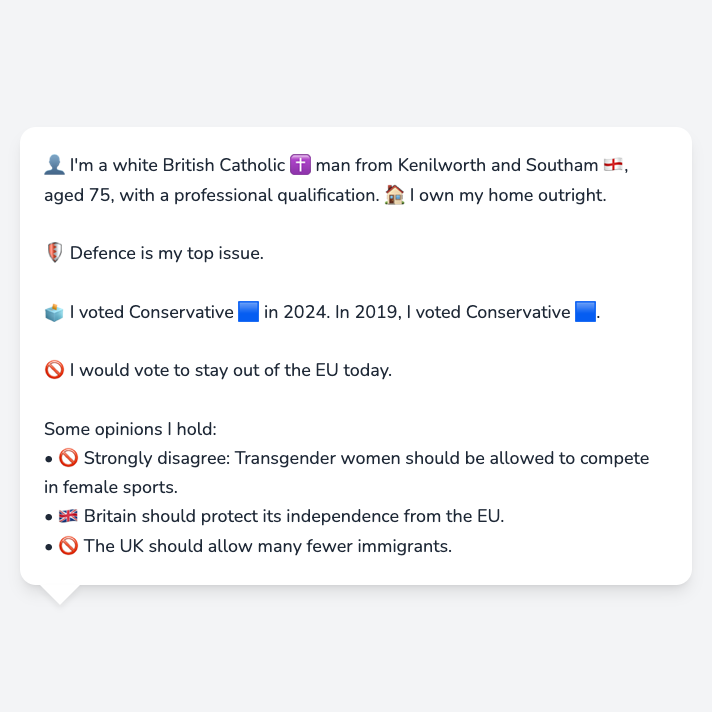 👤 I'm a white British Catholic ✝️ man from Kenilworth and Southam 🏴󠁧󠁢󠁥󠁮󠁧󠁿,
aged 75, with a professional qualification. 🏠 I own my home outright.
🛡️ Defence is my top issue.
🗳️ I voted Conservative 🟦 in 2024. In 2019, I voted Conservative 🟦.
🚫 I would vote to stay out of the EU today.
Some opinions I hold:
• 🚫 Strongly disagree: Transgender women should be allowed to compete
in female sports.
• 🇬🇧 Britain should protect its independence from the EU.
• 🚫 The UK should allow many fewer immigrants.